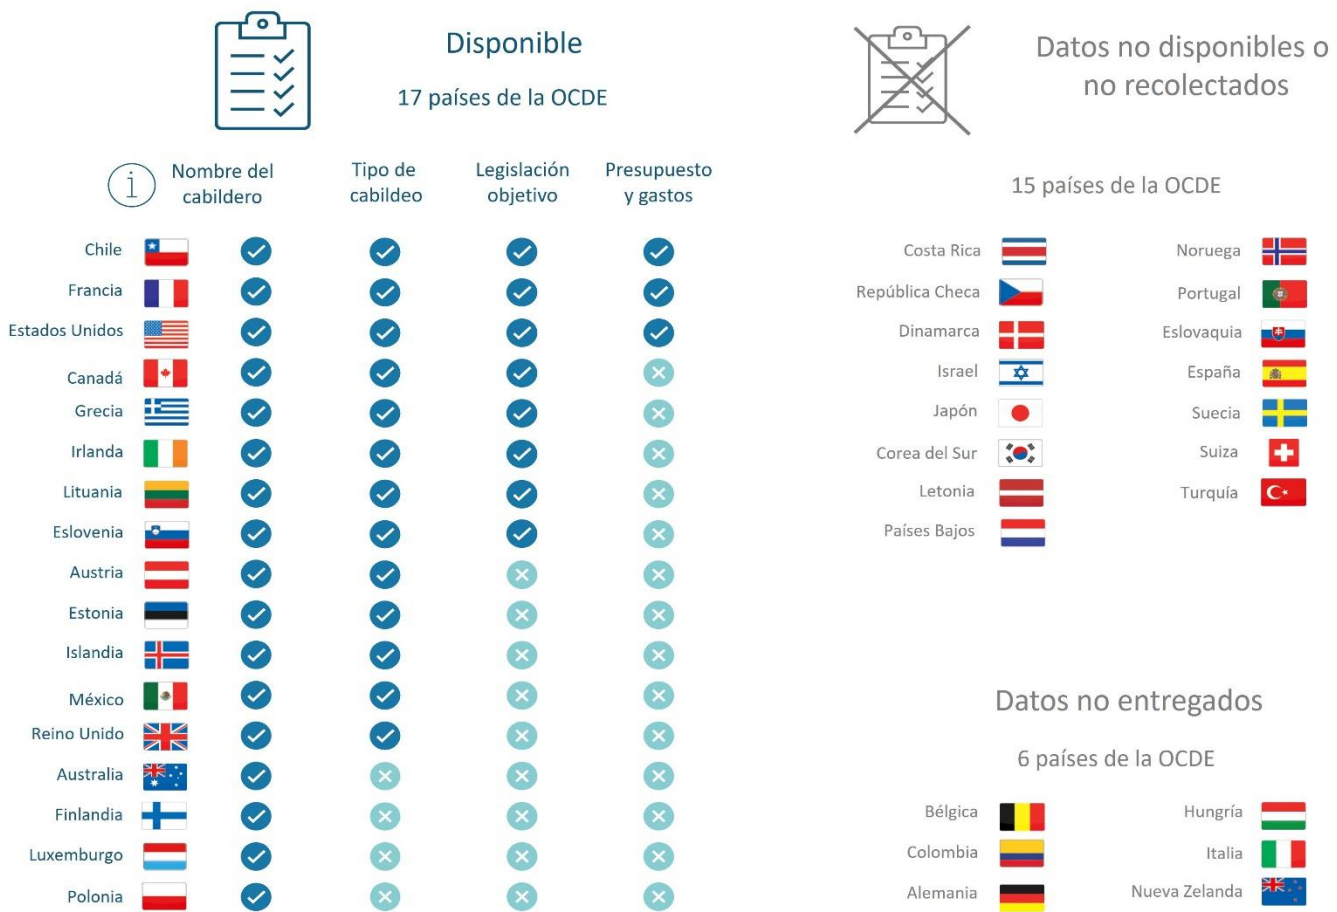 Disponible
17 países de la OCDE
i
Nombre del
cabildero
Tipo de
cabildeo
Legislación
objetivo
Presupuesto
y gastos
Chile
Francia
Estados Unidos
Canadá
Grecia
Irlanda
Lituania
Eslovenia
Austria
Estonia
Islandia
México
Reino Unido
Australia
Finlandia
Luxemburgo
Polonia
Datos no disponibles o
no recolectados
15 países de la OCDE
Costa Rica
República Checa
Dinamarca
Israel
Japón
Corea del Sur
Letonia
Países Bajos
Noruega
Portugal
Eslovaquia
España
Suecia
Suiza
Turquía
Datos no entregados
6 países de la OCDE
Bélgica
Colombia
Alemania
Hungría
Italia
Nueva Zelanda